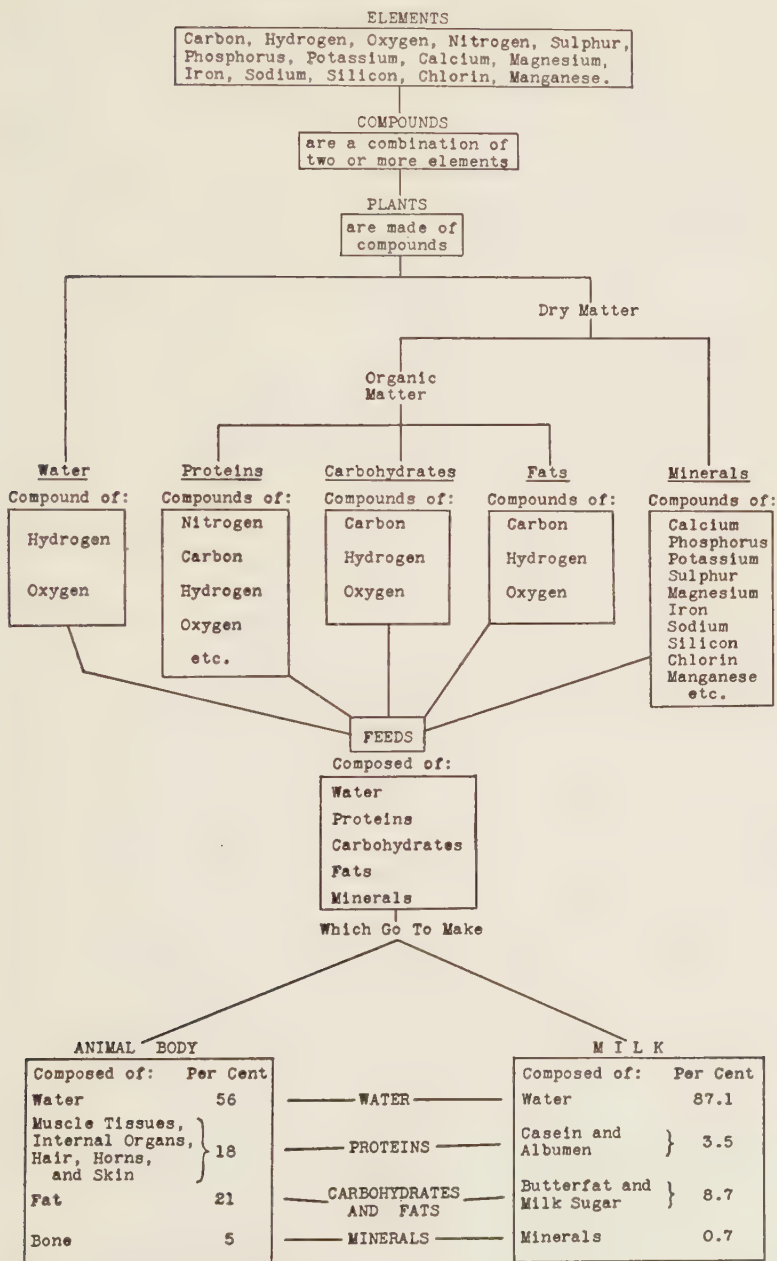 ELEMENTS
Carbon, Hydrogen, Oxygen, Nitrogen, Sulphur,
Phosphorus, Potassium, Calcium, Magnesium,
Iron, Sodium, Silicon, Chlorin, Manganese.
COMPOUNDS
are a combination of
two or more elements
PLANTS
are made of
compounds
Dry Matter
Organic
Matter
Water
Compound of:
Hydrogen
Oxygen
Proteins
Compounds of:
Nitrogen
Carbon
Hydrogen
Oxygen
etc.
Carbohydrates
Compounds of:
Carbon
Hydrogen
Oxygen
Fats
Compounds of:
Carbon
Hydrogen
Oxygen
Minerals
Compounds of:
Calcium
Phosphorus
Potassium
Sulphur
Magnesium
Iron
Sodium
Silicon
Chlorin
Manganese
etc.
FEEDS
Composed of:
Water
Proteins
Carbohydrates
Fats
Minerals
Which Go To Make
ANIMAL BODY
Composed of: Per Cent
Water 56
Muscle Tissues,
Internal Organs,
Hair, Horns,
and Skin
18
Fat 21
Bone 5
WATER
PROTEINS
CARBOHYDRATES
AND FATS
MINERALS
MILK
Composed of: Per Cent
Water 87.1
Casein and
Albumen
3.5
Butterfat and
Milk Sugar
8.7
Minerals 0.7